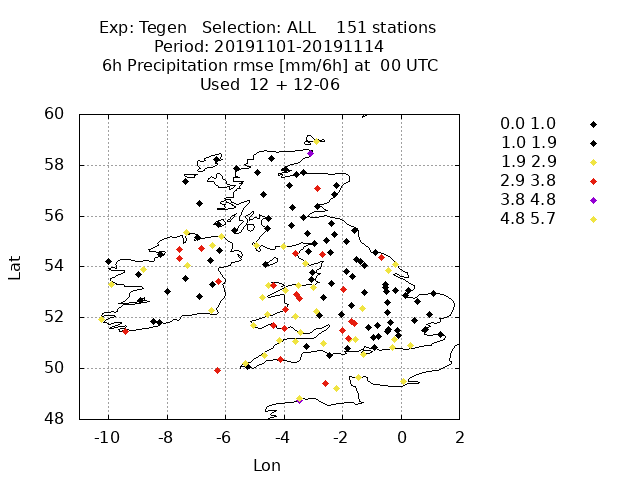 Exp: Tegen Selection: ALL 151 stations
Period: 20191101-20191114
6h Precipitation rmse [mm/6h] at 00 UTC
Used 12 + 12-06
0.0 1.0
1.0 1.9
1.9 2.9
2.9 3.8
3.8 4.8
4.8 5.7
60
58
56
54
52
50
48
Lat
-10 -8 -6 -4 -2 0 2
Lon